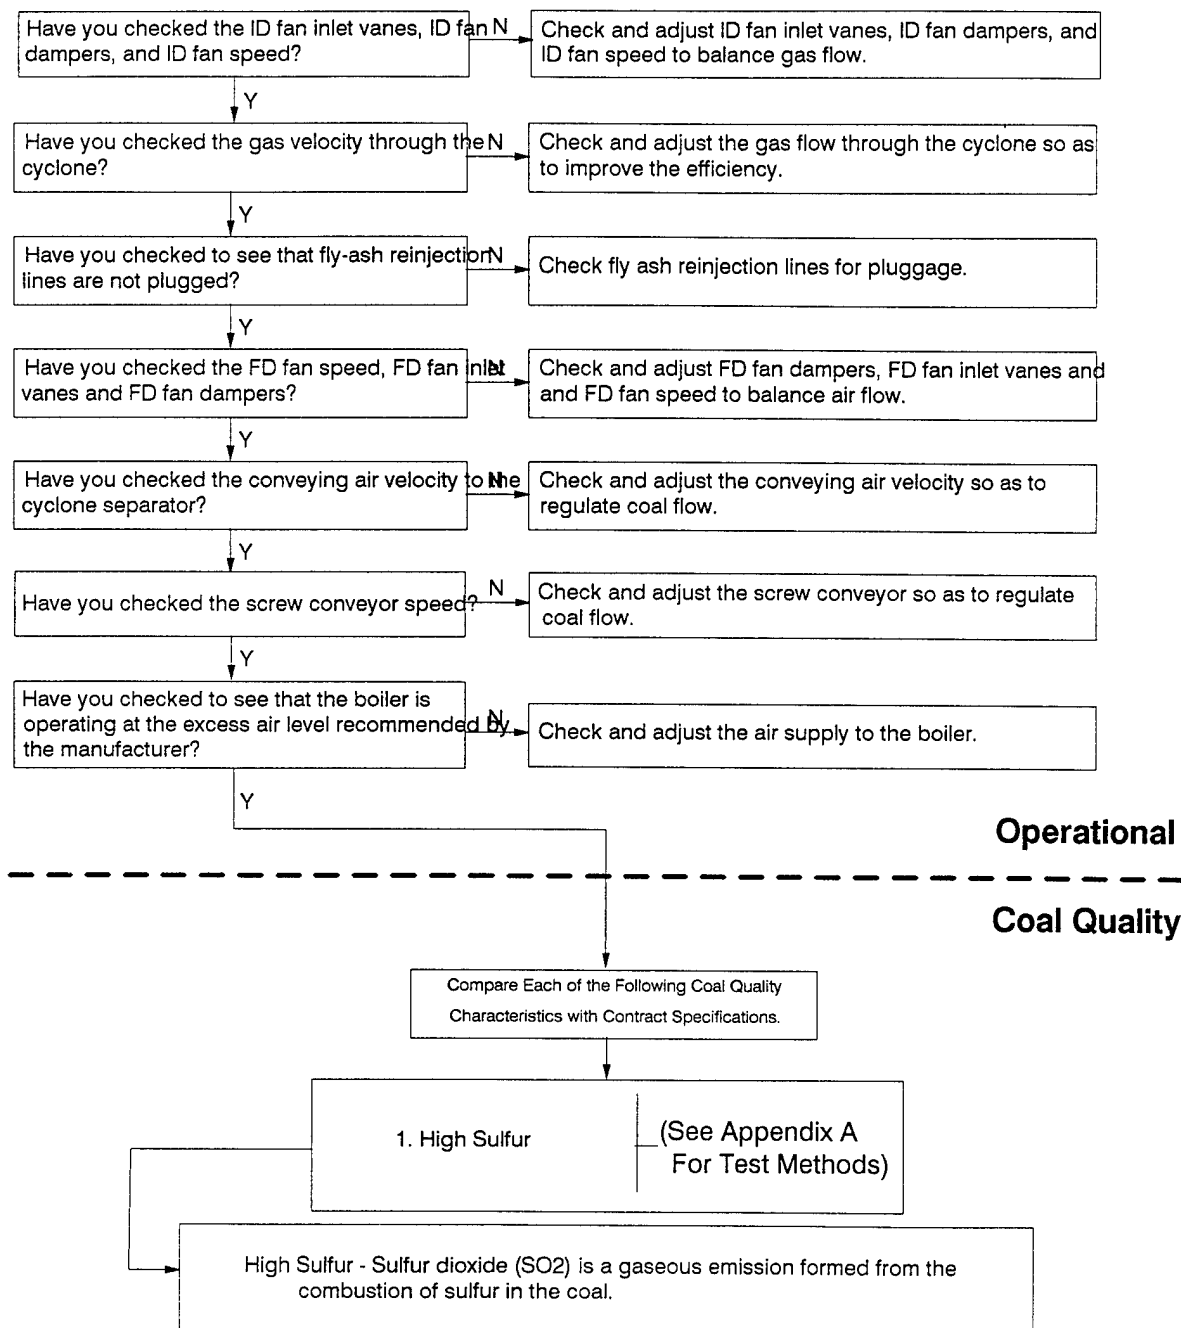 Have you checked the ID fan inlet vanes, ID fan
dampers, and ID fan speed?
N
Check and adjust ID fan inlet vanes, ID fan dampers, and
ID fan speed to balance gas flow.
Y
Have you checked the gas velocity through the
cyclone?
N
Check and adjust the gas flow through the cyclone so as
to improve the efficiency.
Y
Have you checked to see that fly-ash reinjection
lines are not plugged?
N
Check fly ash reinjection lines for pluggage.
Y
Have you checked the FD fan speed, FD fan inlet
vanes and FD fan dampers?
N
Check and adjust FD fan dampers, FD fan inlet vanes and
and FD fan speed to balance air flow.
Y
Have you checked the conveying air velocity to the
cyclone separator?
N
Check and adjust the conveying air velocity so as to
regulate coal flow.
Y
Have you checked the screw conveyor speed?
N
Check and adjust the screw conveyor so as to regulate
coal flow.
Y
Have you checked to see that the boiler is
operating at the excess air level recommended by
the manufacturer?
N
Check and adjust the air supply to the boiler.
Y
Operational
Coal Quality
Compare Each of the Following Coal Quality
Characteristics with Contract Specifications.
1. High Sulfur
(See Appendix A
For Test Methods)
High Sulfur - Sulfur dioxide (SO2) is a gaseous emission formed from the
combustion of sulfur in the coal.